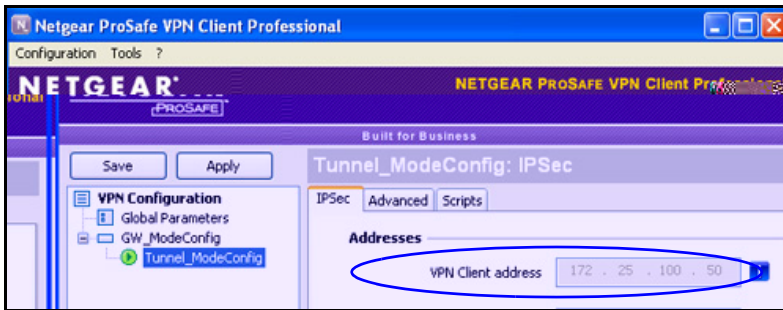 Netgear ProSafe VPN Client Professional
Configuration Tools ?
NETGEAR
PROSAFE
NETGEAR PROSAFE VPN Client
Built for Business
Save Apply
Tunnel_ModeConfig: IPSec
VPN Configuration
Global Parameters
GW_ModeConfig
Tunnel_ModeConfig
IPSec Advanced Scripts
Addresses
VPN Client address 172 . 25 . 100 . 50